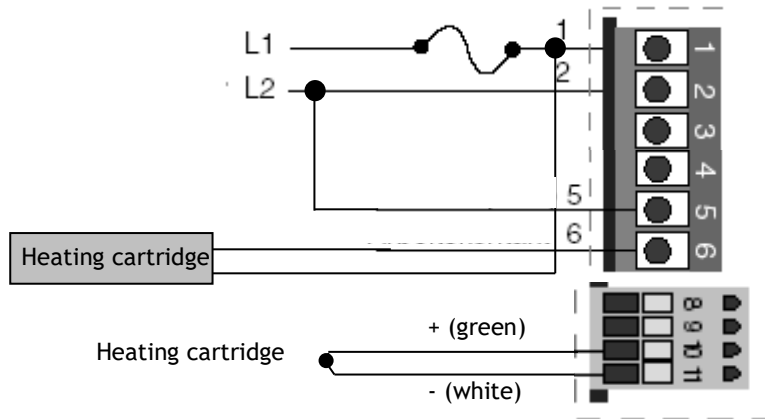 L1
1
L2
2
1
2
3
4
5
5
6
6
Heating cartridge
8
9
10
11
+ (green)
Heating cartridge
- (white)